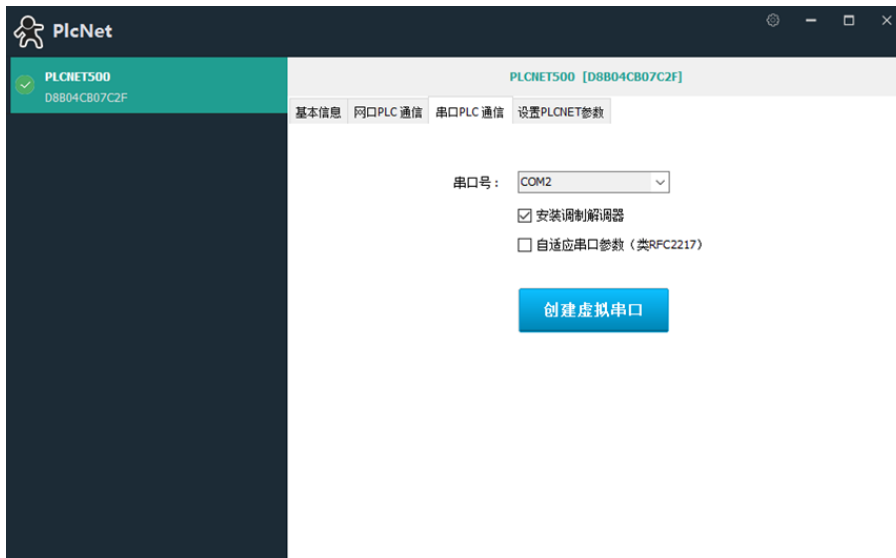 PlcNet
PLCNET500
D8B04CB07C2F
PLCNET500 [D8B04CB07C2F]
基本信息 网口PLC 通信 串口PLC 通信 设置PLCNET参数
串口号： COM2
安装调制解调器
自适应串口参数（类RFC2217）
创建虚拟串口